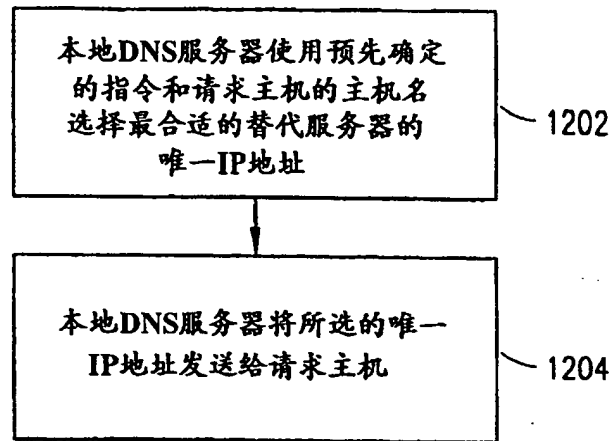 本地DNS服务器使用预先确定
的指令和请求主机的主机名
选择最合适的替代服务器的
唯一IP地址
1202
本地DNS服务器将所选的唯一
IP地址发送给请求主机
1204